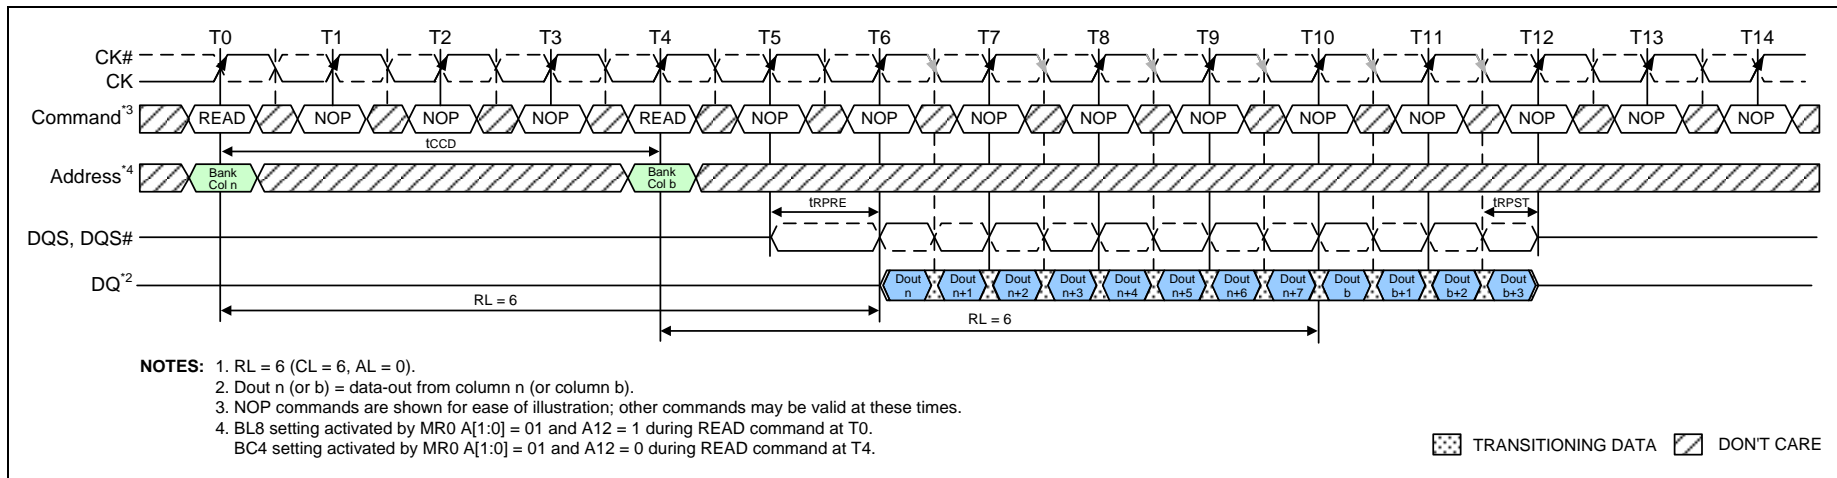 T0 T1 T2 T3 T4 T5 T6 T7 T8 T9 T10 T11 T12 T13 T14
CK#
CK
Command*3 READ NOP NOP NOP READ NOP NOP NOP NOP NOP NOP NOP NOP NOP NOP
tCCD
Address*4 Bank Col n Bank Col b
tRPRE tRPST
DQS, DQS#
DQ*2 Dout n Dout n+1 Dout n+2 Dout n+3 Dout n+4 Dout n+5 Dout n+6 Dout n+7 Dout b Dout b+1 Dout b+2 Dout b+3
RL = 6
RL = 6
NOTES: 1. RL = 6 (CL = 6, AL = 0).
2. Dout n (or b) = data-out from column n (or column b).
3. NOP commands are shown for ease of illustration; other commands may be valid at these times.
4. BL8 setting activated by MR0 A[1:0] = 01 and A12 = 1 during READ command at T0.
BC4 setting activated by MR0 A[1:0] = 01 and A12 = 0 during READ command at T4.
TRANSITIONING DATA DON'T CARE